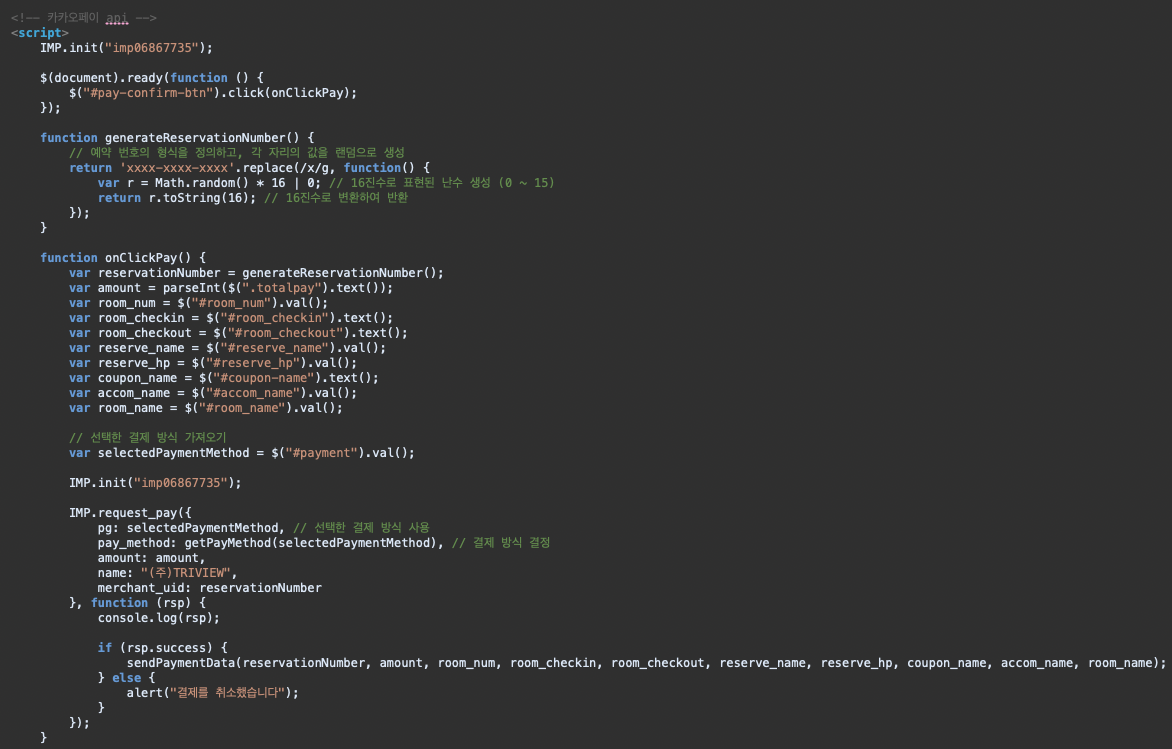 <!-- 카카오페이 api -->
<script>
    IMP.init("imp06867735");

    $(document).ready(function () {
        $("#pay-confirm-btn").click(onClickPay);
    });

    function generateReservationNumber() {
        // 예약 번호의 형식을 정의하고, 각 자리의 값을 랜덤으로 생성
        return 'xxxx-xxxx-xxxx'.replace(/x/g, function() {
            var r = Math.random() * 16 | 0; // 16진수로 표현된 난수 생성 (0 ~ 15)
            return r.toString(16); // 16진수로 변환하여 반환
        });
    }

    function onClickPay() {
        var reservationNumber = generateReservationNumber();
        var amount = parseInt($(".totalpay").text());
        var room_num = $("#room_num").val();
        var room_checkin = $("#room_checkin").text();
        var room_checkout = $("#room_checkout").text();
        var reserve_name = $("#reserve_name").val();
        var reserve_hp = $("#reserve_hp").val();
        var coupon_name = $("#coupon-name").text();
        var accom_name = $("#accom_name").val();
        var room_name = $("#room_name").val();

        // 선택한 결제 방식 가져오기
        var selectedPaymentMethod = $("#payment").val();

        IMP.init("imp06867735");

        IMP.request_pay({
            pg: selectedPaymentMethod, // 선택한 결제 방식 사용
            pay_method: getPayMethod(selectedPaymentMethod), // 결제 방식 결정
            amount: amount,
            name: "(주)TRIVIEW",
            merchant_uid: reservationNumber
        }, function (rsp) {
            console.log(rsp);

            if (rsp.success) {
                sendPaymentData(reservationNumber, amount, room_num, room_checkin, room_checkout, reserve_name, reserve_hp, coupon_name, accom_name, room_name);
            } else {
                alert("결제를 취소했습니다");
            }
        });
    }